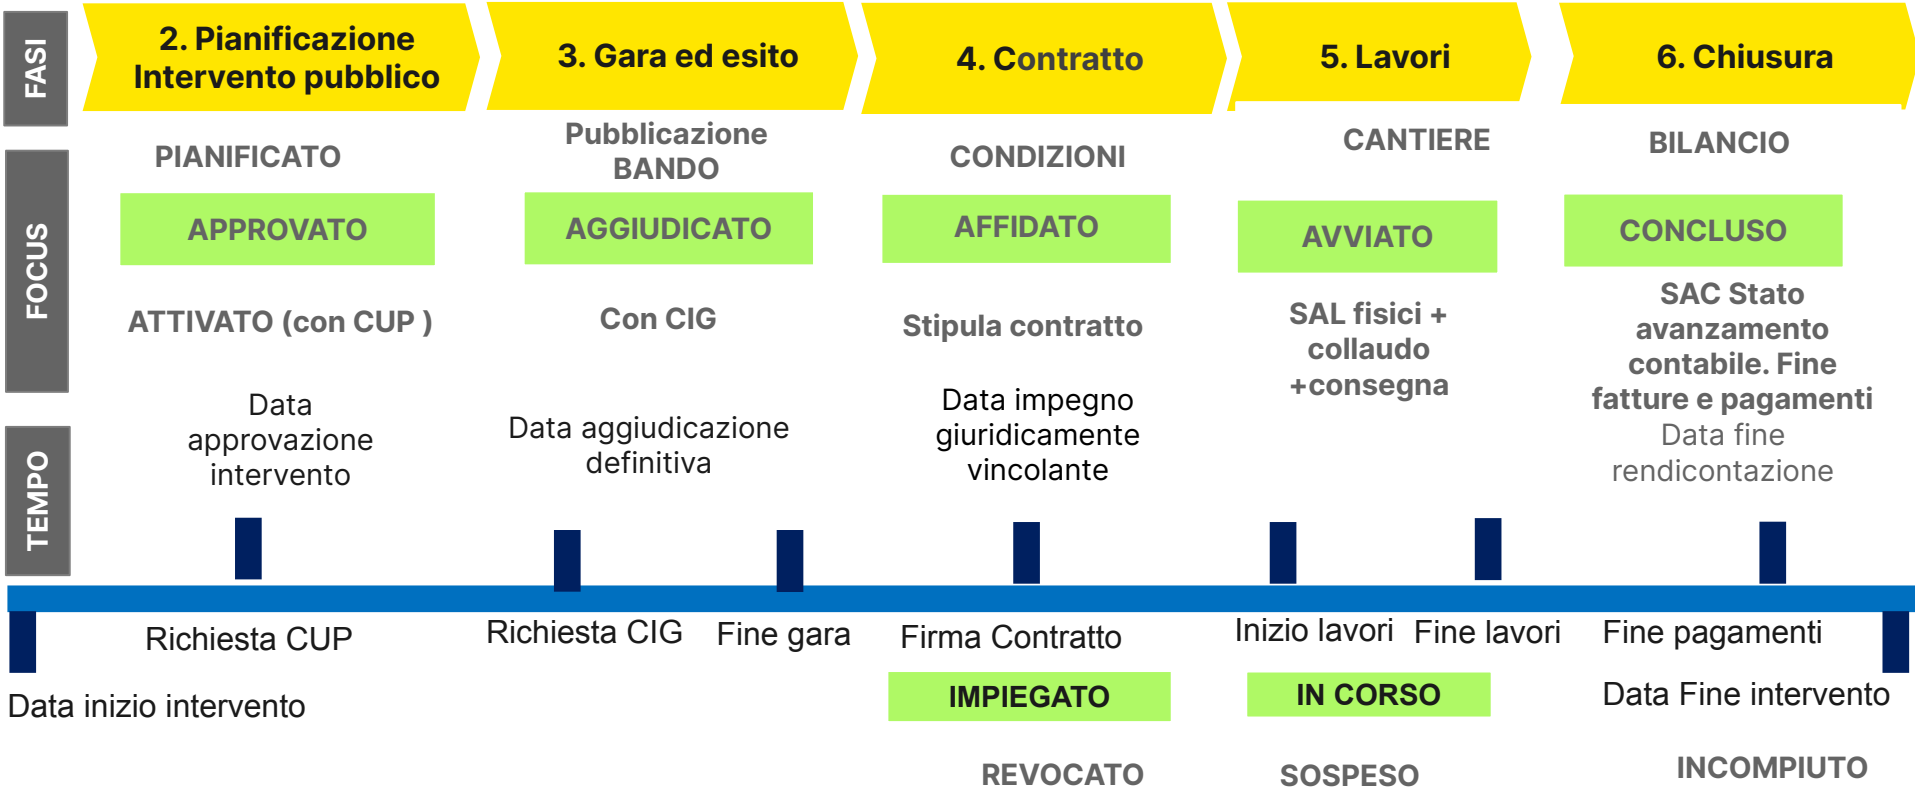 FASI
2. Pianificazione
Intervento pubblico
3. Gara ed esito
4. Contratto
5. Lavori
6. Chiusura
FOCUS
PIANIFICATO
Pubblicazione
BANDO
CONDIZIONI
CANTIERE
BILANCIO
APPROVATO
AGGIUDICATO
AFFIDATO
AVVIATO
CONCLUSO
ATTIVATO (con CUP )
Con CIG
Stipula contratto
SAL fisici +
collaudo
+consegna
SAC Stato
avanzamento
contabile. Fine
fatture e pagamenti
TEMPO
Data
approvazione
intervento
Data aggiudicazione
definitiva
Data impegno
giuridicamente
vincolante
Data fine
rendicontazione
Richiesta CUP
Richiesta CIG
Fine gara
Firma Contratto
Inizio lavori
Fine lavori
Fine pagamenti
Data inizio intervento
IMPIEGATO
IN CORSO
Data Fine intervento
REVOCATO
SOSPESO
INCOMPIUTO